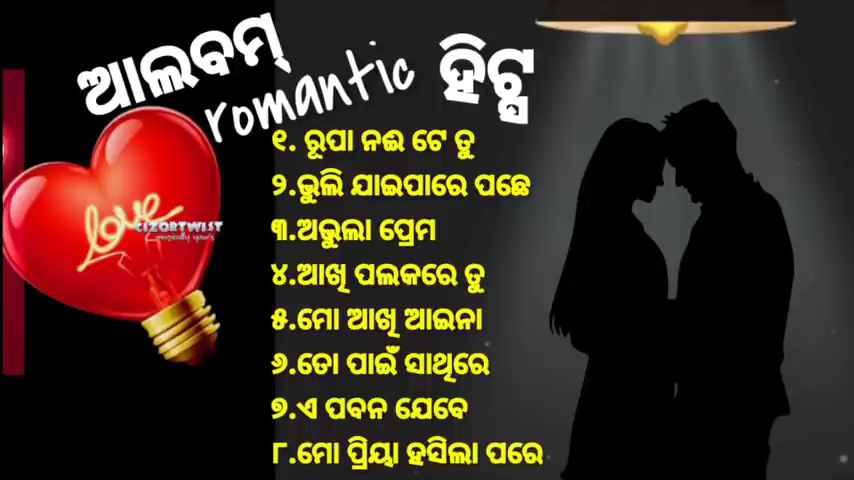 ଆଲବମ୍
romantic ହିଟ୍ସ
୧. ରୂପା ନଈ ଟେ ତୁ
୨.ଭୁଲି ଯାଇପାରେ ପଛେ
୩.ଅଭୁଲା ପ୍ରେମ
୪.ଆଖି ପଲକରେ ତୁ
୫.ମୋ ଆଖି ଆଇନା
୬.ତୋ ପାଇଁ ସାଥିରେ
୭.ଏ ପବନ ଯେବେ
୮.ମୋ ପ୍ରିୟା ହସିଲା ପରେ
love
CIZORTWIST